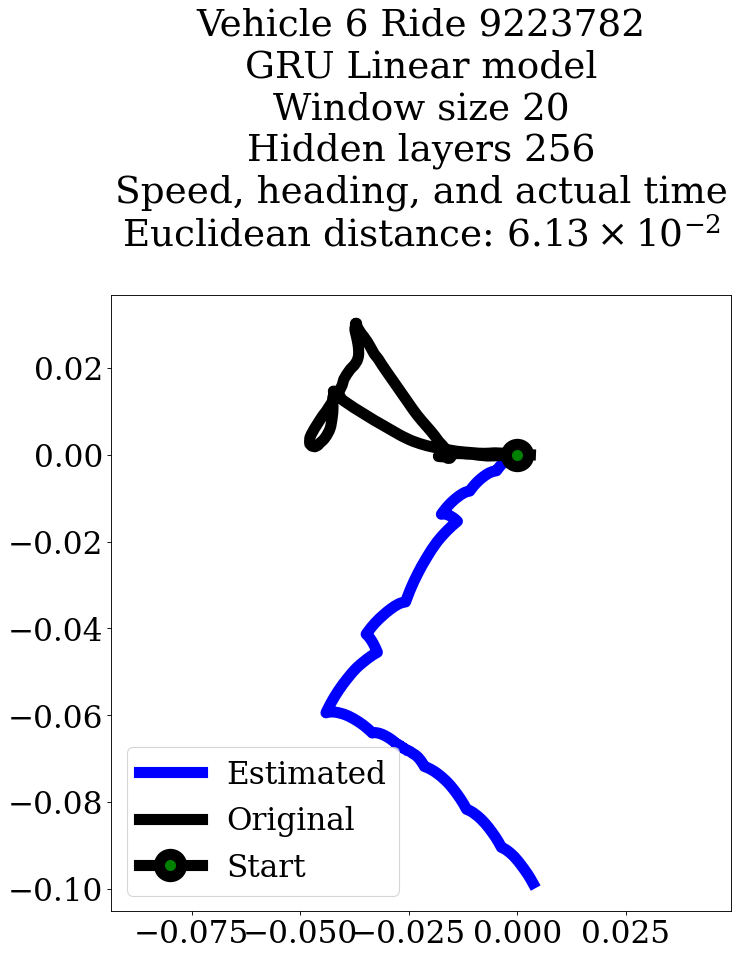 Vehicle 6 Ride 9223782
GRU Linear model
Window size 20
Hidden layers 256
Speed, heading, and actual time
Euclidean distance: 6.13 × 10⁻²
0.02
0.00
−0.02
−0.04
−0.06
−0.08
−0.10
Estimated
Original
Start
−0.075 −0.050 −0.025 0.000 0.025